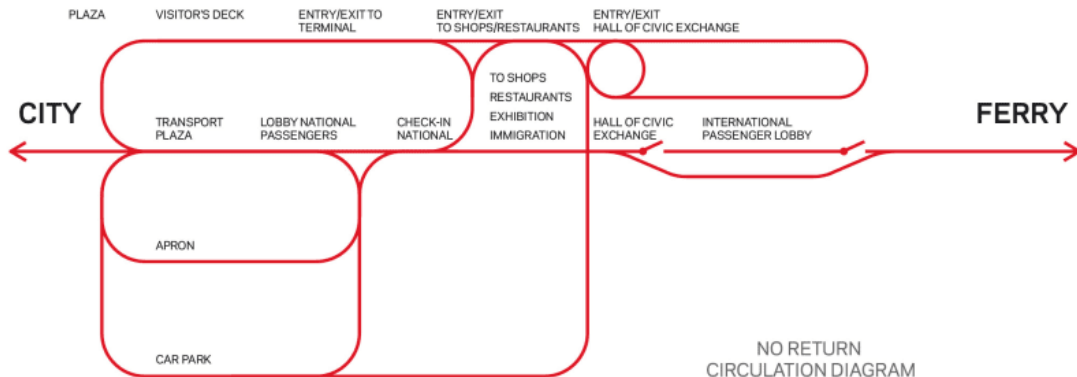 PLAZA
VISITOR'S DECK
ENTRY/EXIT TO
TERMINAL
ENTRY/EXIT
TO SHOPS/RESTAURANTS
ENTRY/EXIT
HALL OF CIVIC EXCHANGE
TO SHOPS
RESTAURANTS
EXHIBITION
IMMIGRATION
CITY
FERRY
TRANSPORT
PLAZA
LOBBY NATIONAL
PASSENGERS
CHECK-IN
NATIONAL
HALL OF CIVIC
EXCHANGE
INTERNATIONAL
PASSENGER LOBBY
APRON
CAR PARK
NO RETURN
CIRCULATION DIAGRAM